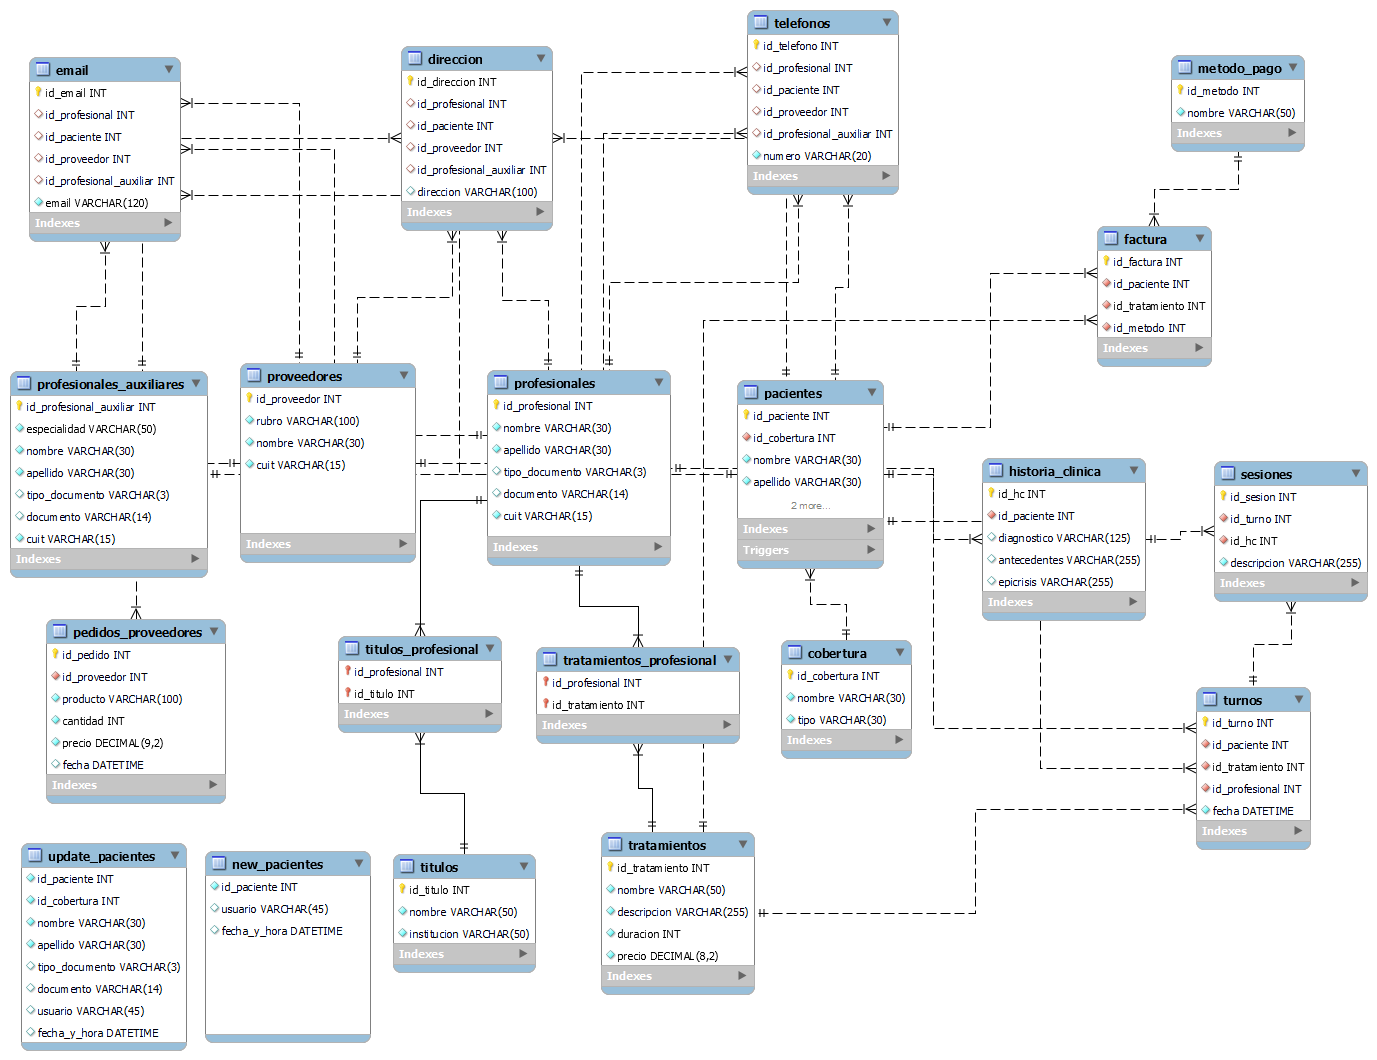 email
id_email INT
id_profesional INT
id_paciente INT
id_proveedor INT
id_profesional_auxiliar INT
email VARCHAR(120)
Indexes
direccion
id_direccion INT
id_profesional INT
id_paciente INT
id_proveedor INT
id_profesional_auxiliar INT
direccion VARCHAR(100)
Indexes
telefonos
id_telefono INT
id_profesional INT
id_paciente INT
id_proveedor INT
id_profesional_auxiliar INT
numero VARCHAR(20)
Indexes
metodo_pago
id_metodo INT
nombre VARCHAR(50)
Indexes
factura
id_factura INT
id_paciente INT
id_tratamiento INT
id_metodo INT
Indexes
profesionales_auxiliares
id_profesional_auxiliar INT
especialidad VARCHAR(50)
nombre VARCHAR(30)
apellido VARCHAR(30)
tipo_documento VARCHAR(3)
documento VARCHAR(14)
cuit VARCHAR(15)
Indexes
proveedores
id_proveedor INT
rubro VARCHAR(100)
nombre VARCHAR(30)
cuit VARCHAR(15)
Indexes
profesionales
id_profesional INT
nombre VARCHAR(30)
apellido VARCHAR(30)
tipo_documento VARCHAR(3)
documento VARCHAR(14)
cuit VARCHAR(15)
Indexes
pacientes
id_paciente INT
id_cobertura INT
nombre VARCHAR(30)
apellido VARCHAR(30)
2 more...
Indexes
Triggers
historia_clinica
id_hc INT
id_paciente INT
diagnostico VARCHAR(125)
antecedentes VARCHAR(255)
epicrisis VARCHAR(255)
Indexes
sesiones
id_sesion INT
id_turno INT
id_hc INT
descripcion VARCHAR(255)
Indexes
pedidos_proveedores
id_pedido INT
id_proveedor INT
producto VARCHAR(100)
cantidad INT
precio DECIMAL(9,2)
fecha DATETIME
Indexes
titulos_profesional
id_profesional INT
id_titulo INT
Indexes
tratamientos_profesional
id_profesional INT
id_tratamiento INT
Indexes
cobertura
id_cobertura INT
nombre VARCHAR(30)
tipo VARCHAR(30)
Indexes
turnos
id_turno INT
id_paciente INT
id_tratamiento INT
id_profesional INT
fecha DATETIME
Indexes
update_pacientes
id_paciente INT
id_cobertura INT
nombre VARCHAR(30)
apellido VARCHAR(30)
tipo_documento VARCHAR(3)
documento VARCHAR(14)
usuario VARCHAR(45)
fecha_y_hora DATETIME
new_pacientes
id_paciente INT
usuario VARCHAR(45)
fecha_y_hora DATETIME
titulos
id_titulo INT
nombre VARCHAR(50)
institucion VARCHAR(50)
Indexes
tratamientos
id_tratamiento INT
nombre VARCHAR(50)
descripcion VARCHAR(255)
duracion INT
precio DECIMAL(8,2)
Indexes